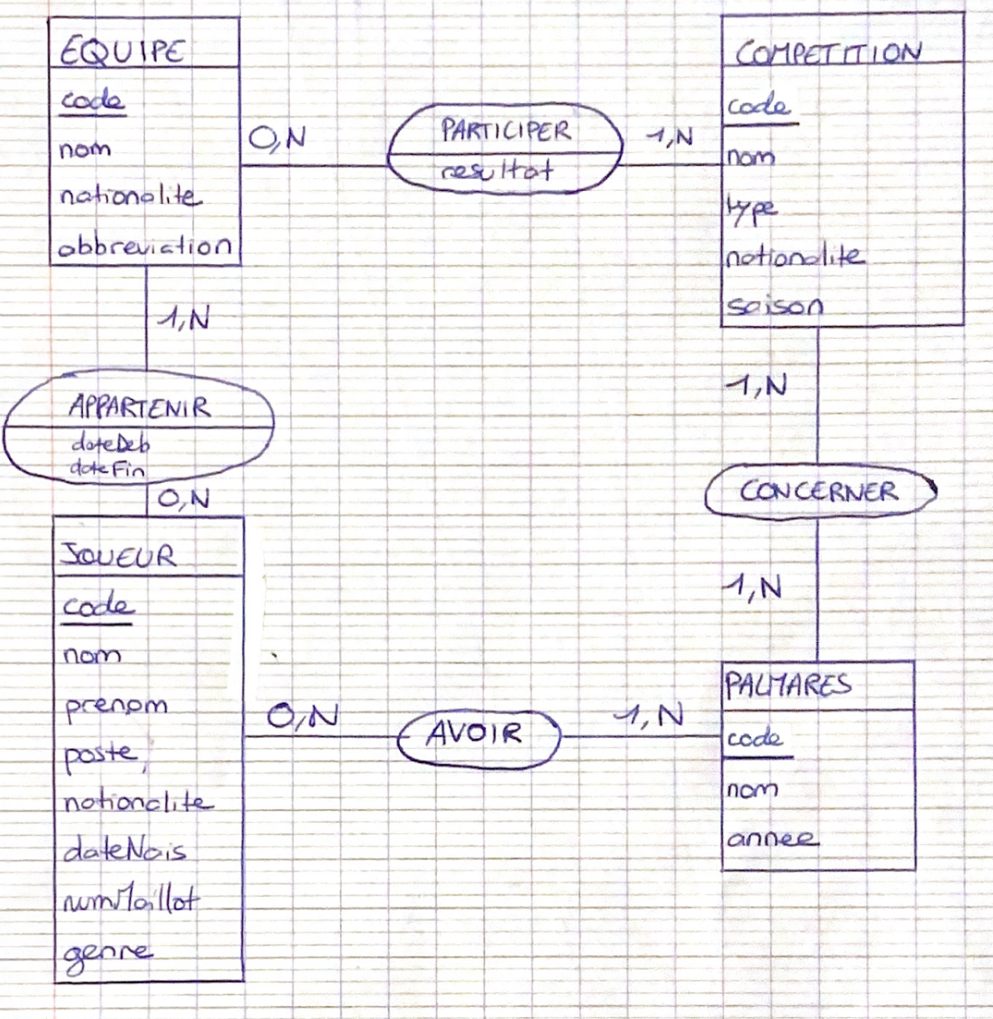 EQUIPE
code
nom
nationalite
abbreviation
0,N
PARTICIPER
resultat
1,N
COMPETITION
code
nom
type
nationalite
saison
1,N
APPARTENIR
dateDeb
dateFin
0,N
1,N
CONCERNER
1,N
JOUEUR
code
nom
prenom
poste
nationalite
dateNais
numMaillot
genre
0,N
AVOIR
1,N
PALMARES
code
nom
annee